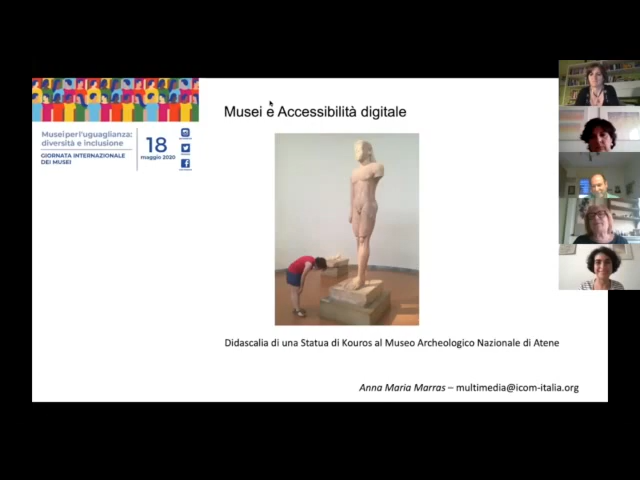 Musei e Accessibilità digitale
Musei per l'uguaglianza:
diversità e inclusione
GIORNATA INTERNAZIONALE
DEI MUSEI
18
maggio 2020
Didascalia di una Statua di Kouros al Museo Archeologico Nazionale di Atene
Anna Maria Marras – multimedia@icom-italia.org